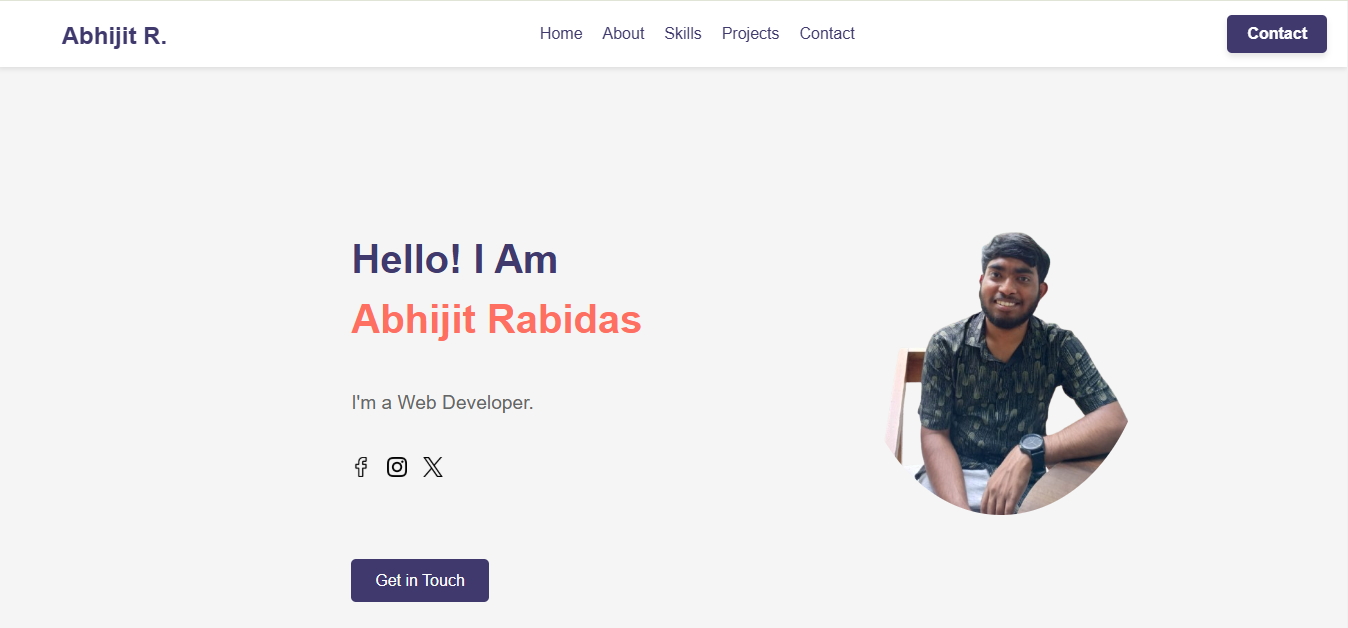 Abhijit R.
Home About Skills Projects Contact
Contact
Hello! I Am
Abhijit Rabidas
I'm a Web Developer.
Get in Touch